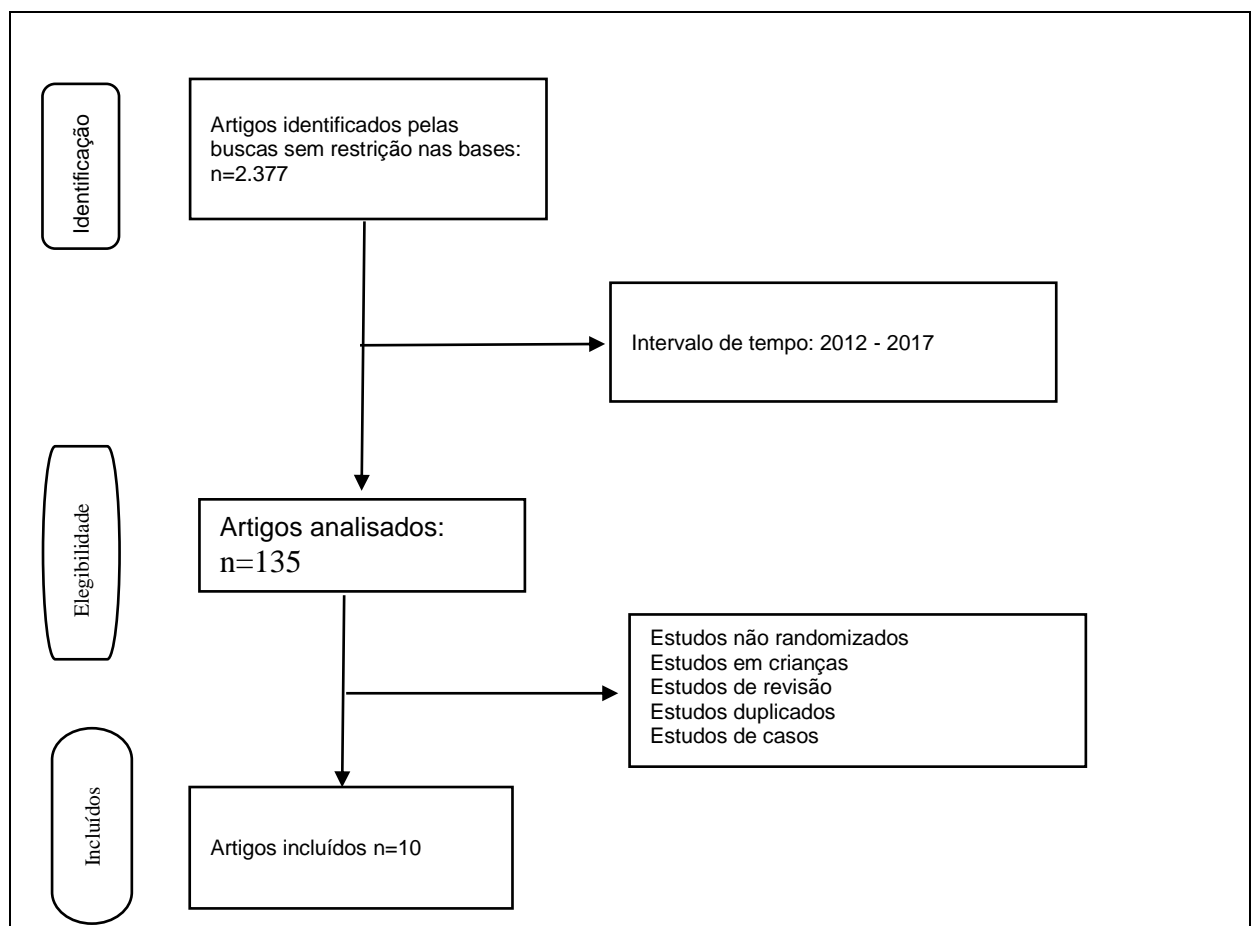 Identificação
Artigos identificados pelas
buscas sem restrição nas bases:
n=2.377
Intervalo de tempo: 2012 - 2017
Elegibilidade
Artigos analisados:
n=135
Estudos não randomizados
Estudos em crianças
Estudos de revisão
Estudos duplicados
Estudos de casos
Incluídos
Artigos incluídos n=10